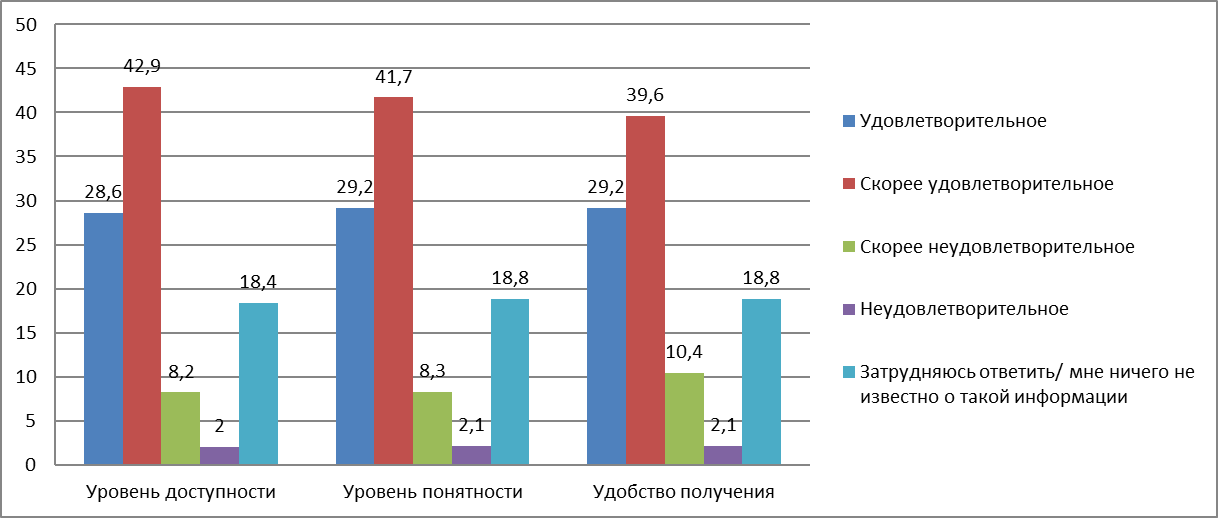 50
45
40
35
30
25
20
15
10
5
0
28,6
42,9
8,2
2
18,4
29,2
41,7
8,3
2,1
18,8
29,2
39,6
10,4
2,1
18,8
Уровень доступности
Уровень понятности
Удобство получения
Удовлетворительное
Скорее удовлетворительное
Скорее неудовлетворительное
Неудовлетворительное
Затрудняюсь ответить/ мне ничего не
известно о такой информации